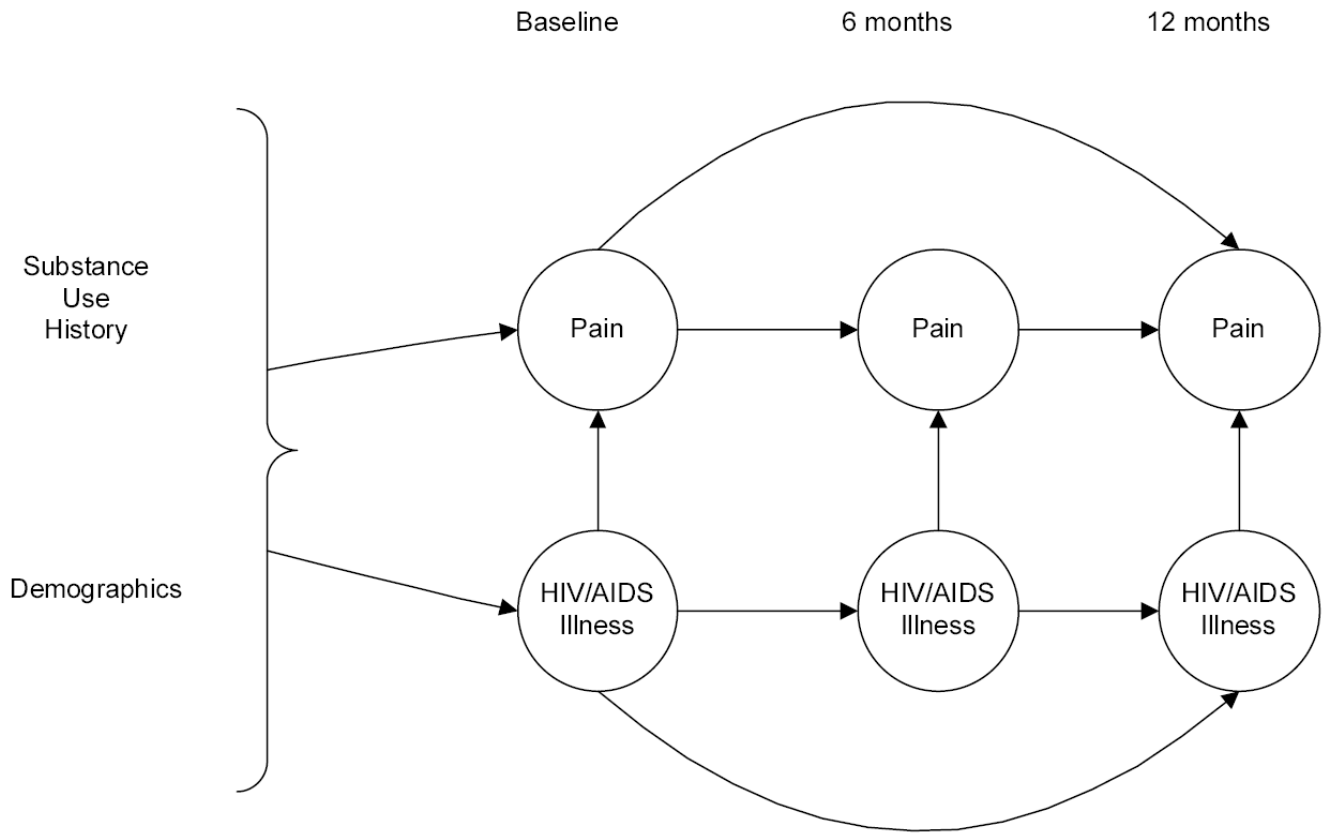 Baseline
6 months
12 months
Substance
Use
History
Pain
Pain
Pain
Demographics
HIV/AIDS
Illness
HIV/AIDS
Illness
HIV/AIDS
Illness